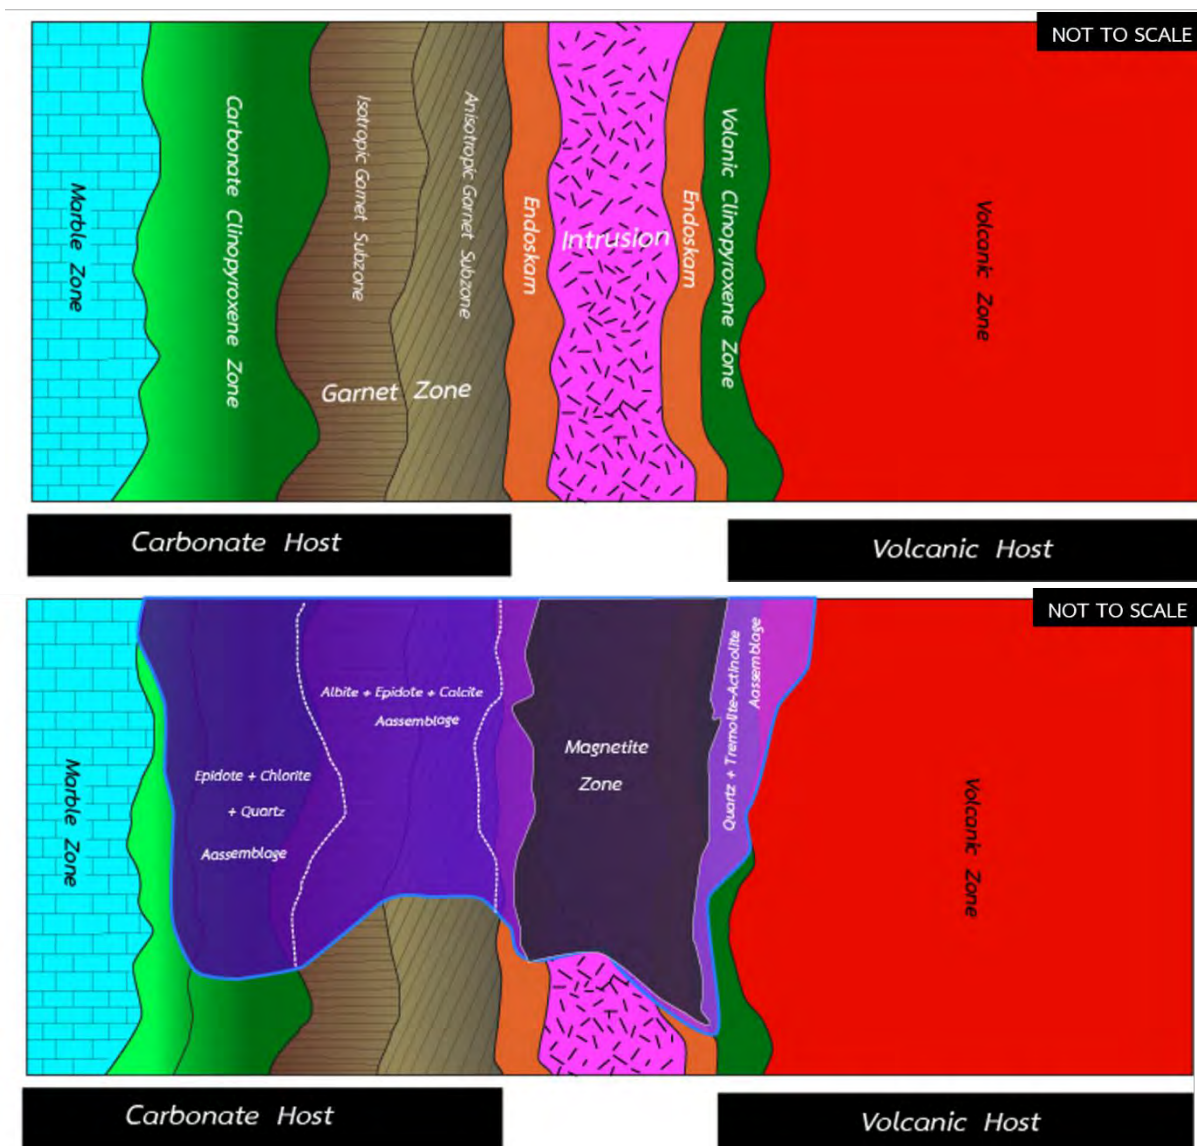 NOT TO SCALE
Marble Zone
Carbonate Clinopyroxene Zone
Isotropic Garnet Subzone
Anisotropic Garnet Subzone
Garnet Zone
Endoskarn
Intrusion
Endoskarn
Volanic Clinopyroxene Zone
Volcanic Zone
Carbonate Host
Volcanic Host
NOT TO SCALE
Marble Zone
Epidote + Chlorite
+ Quartz
Aassemblage
Albite + Epidote + Calcite
Aassemblage
Magnetite
Zone
Quartz + Tremolite-Actinolite
Aassemblage
Volcanic Zone
Carbonate Host
Volcanic Host